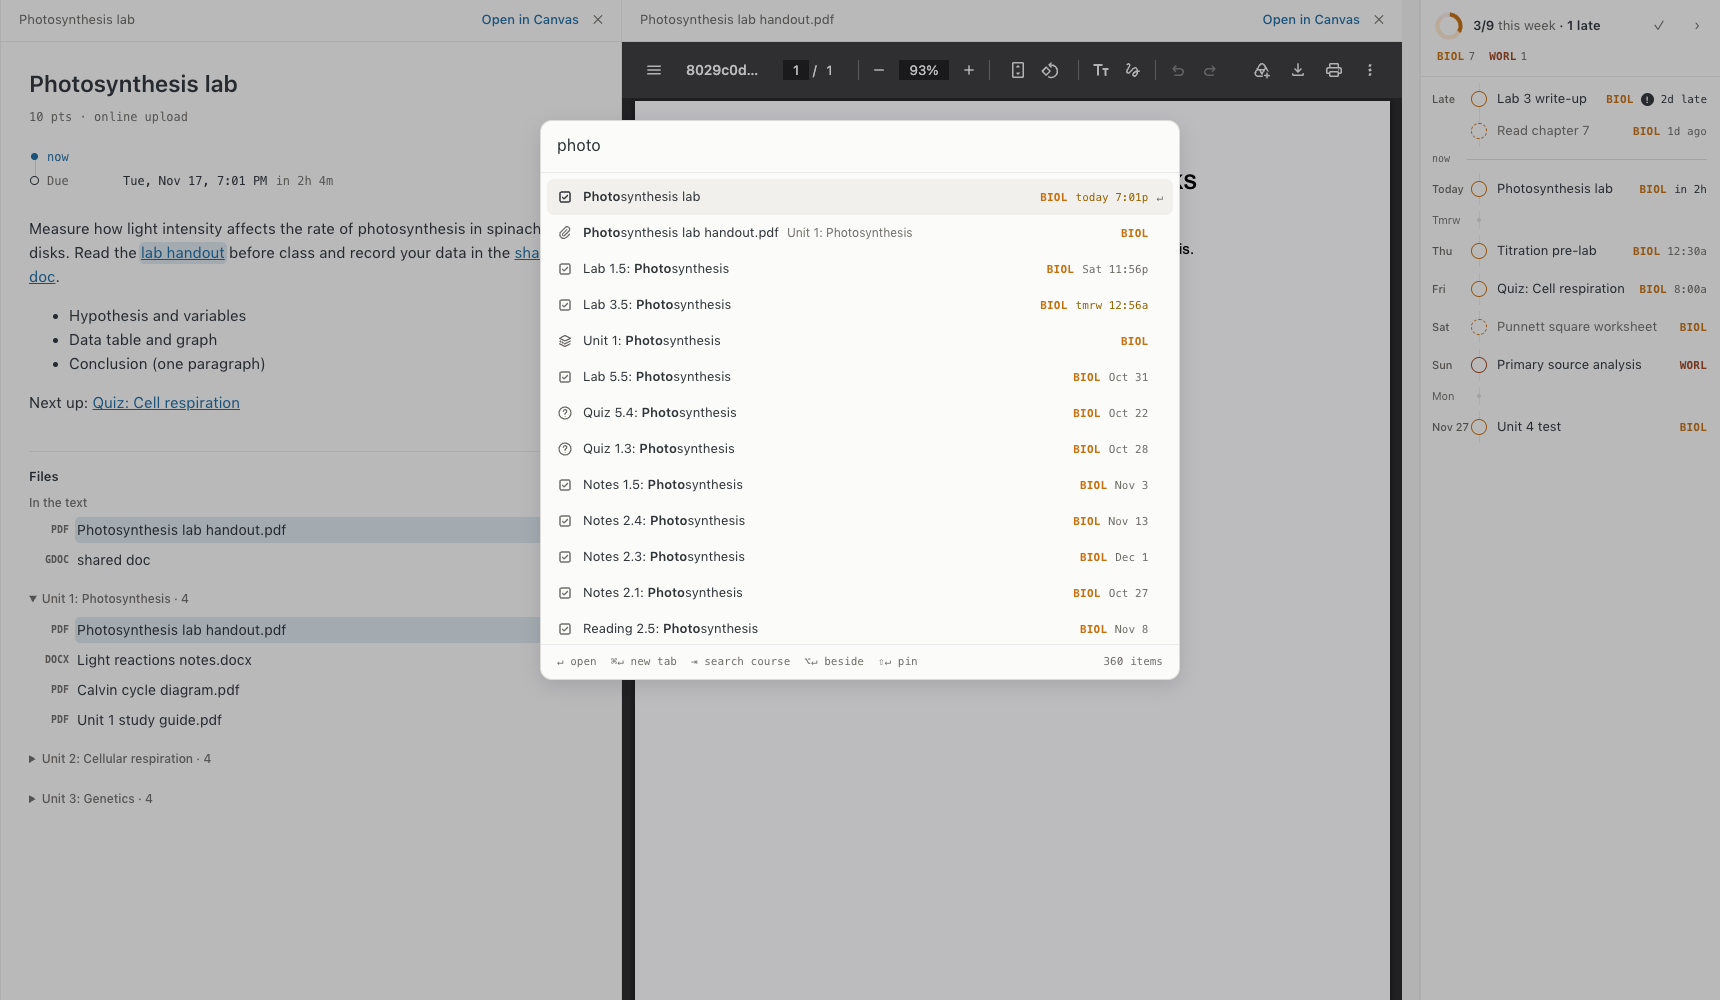 Photosynthesis lab
Open in Canvas
Photosynthesis lab
10 pts · online upload
now
Due Tue, Nov 17, 7:01 PM in 2h 4m
Measure how light intensity affects the rate of photosynthesis in spinach
disks. Read the lab handout before class and record your data in the sha
doc.
• Hypothesis and variables
• Data table and graph
• Conclusion (one paragraph)
Next up: Quiz: Cell respiration
Files
In the text
PDF Photosynthesis lab handout.pdf
GDOC shared doc
Unit 1: Photosynthesis · 4
PDF Photosynthesis lab handout.pdf
DOCX Light reactions notes.docx
PDF Calvin cycle diagram.pdf
PDF Unit 1 study guide.pdf
Unit 2: Cellular respiration · 4
Unit 3: Genetics · 4
Photosynthesis lab handout.pdf
Open in Canvas
8029c0d... 1 / 1 93%
is.
photo
Photosynthesis lab BIOL today 7:01p ↵
Photosynthesis lab handout.pdf Unit 1: Photosynthesis BIOL
Lab 1.5: Photosynthesis BIOL Sat 11:56p
Lab 3.5: Photosynthesis BIOL tmrw 12:56a
Unit 1: Photosynthesis BIOL
Lab 5.5: Photosynthesis BIOL Oct 31
Quiz 5.4: Photosynthesis BIOL Oct 22
Quiz 1.3: Photosynthesis BIOL Oct 28
Notes 1.5: Photosynthesis BIOL Nov 3
Notes 2.4: Photosynthesis BIOL Nov 13
Notes 2.3: Photosynthesis BIOL Dec 1
Notes 2.1: Photosynthesis BIOL Oct 27
Reading 2.5: Photosynthesis BIOL Nov 8
↵ open ⌘↵ new tab ⇥ search course ⌥↵ beside ⇧↵ pin 360 items
3/9 this week · 1 late
BIOL 7 WORL 1
Late Lab 3 write-up BIOL ! 2d late
Read chapter 7 BIOL 1d ago
now
Today Photosynthesis lab BIOL in 2h
Tmrw
Thu Titration pre-lab BIOL 12:30a
Fri Quiz: Cell respiration BIOL 8:00a
Sat Punnett square worksheet BIOL
Sun Primary source analysis WORL
Mon
Nov 27 Unit 4 test BIOL